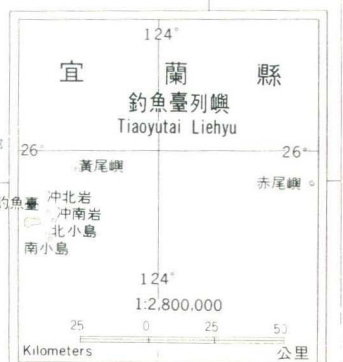 124°
宜蘭縣
釣魚臺列嶼
Tiaoyutai Liehyu
26°
26°
黃尾嶼
赤尾嶼
釣魚臺
沖北岩
沖南岩
北小島
南小島
124°
1:2,800,000
25 0 25 50
Kilometers 公里